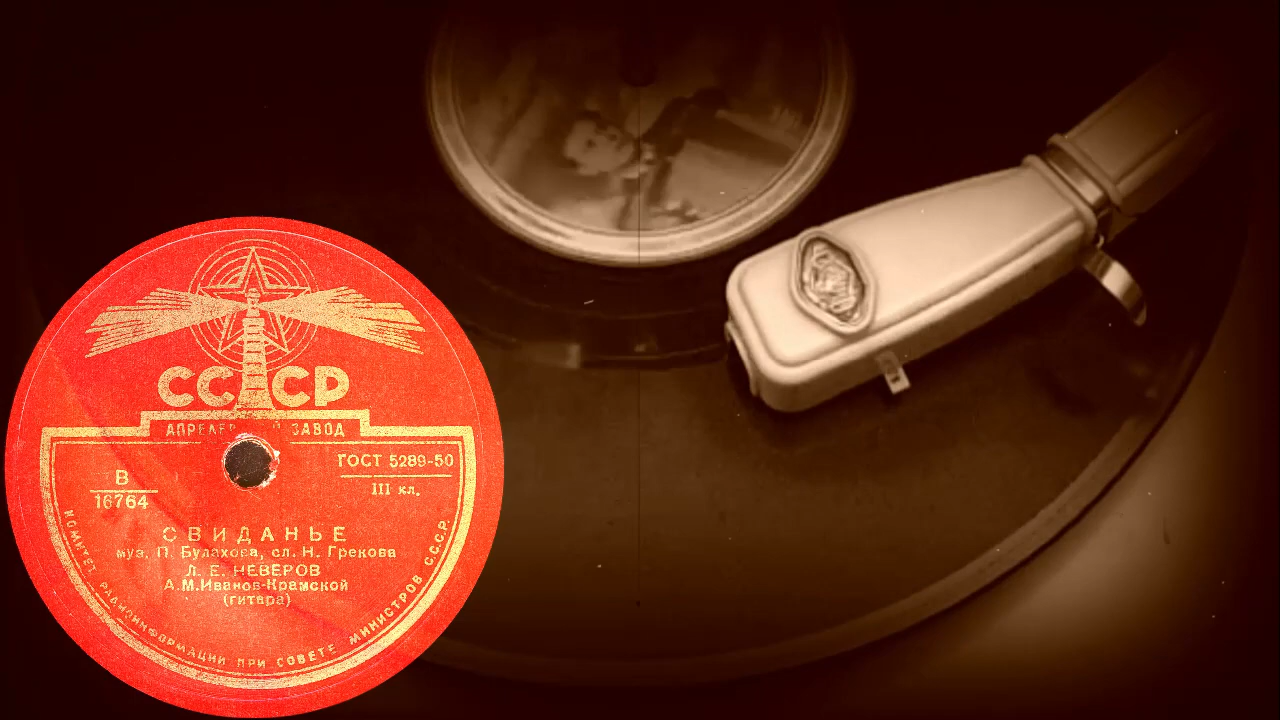 СССР
ЗАВОД
В
16764
ГОСТ 5289-50
III кл.
СВИДАНЬЕ
муз. П. Булахова, сл. Н. Грекова
Л. Е. НЕВЕРОВ
А.М.Иванов-Крамской
(гитара)
КОМИТЕТ РАДИОИНФОРМАЦИИ ПРИ СОВЕТЕ МИНИСТРОВ С.С.С.Р.